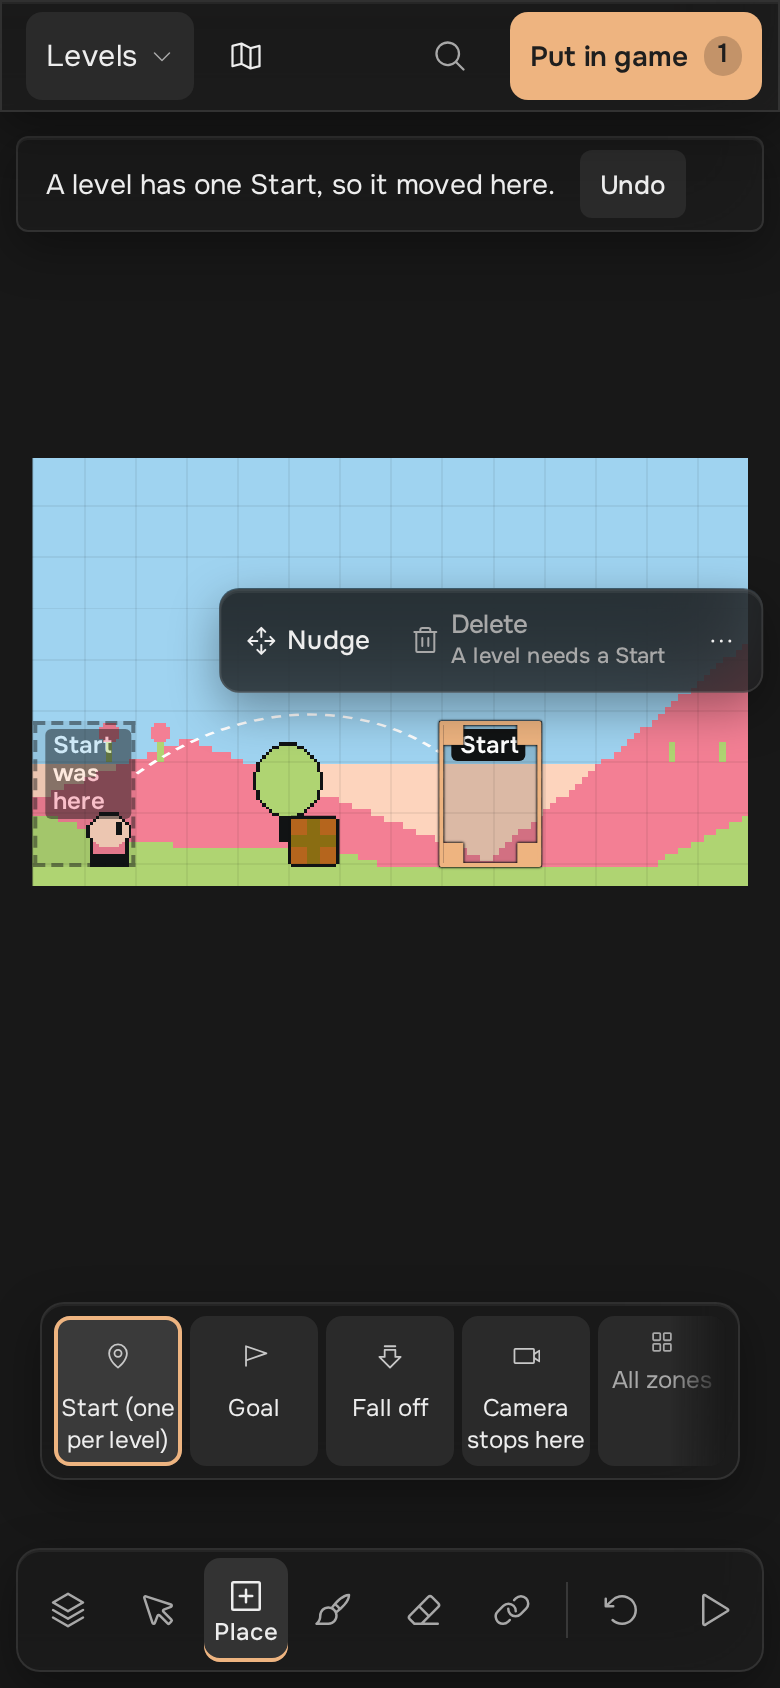 Levels
Put in game 1
A level has one Start, so it moved here.
Undo
Nudge
Delete
A level needs a Start
Start
was
here
Start
Start (one
per level)
Goal
Fall off
Camera
stops here
All zones
Place